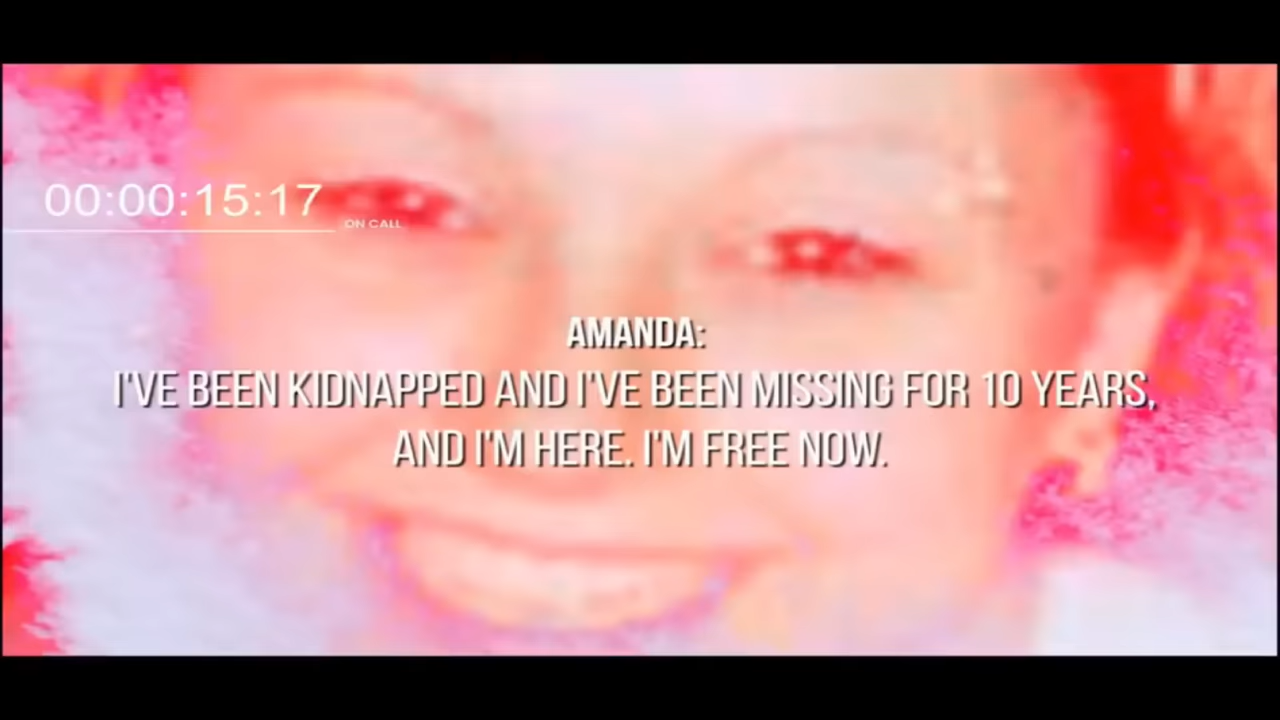 00:00:15:17
ON CALL
AMANDA:
I'VE BEEN KIDNAPPED AND I'VE BEEN MISSING FOR 10 YEARS,
AND I'M HERE. I'M FREE NOW.